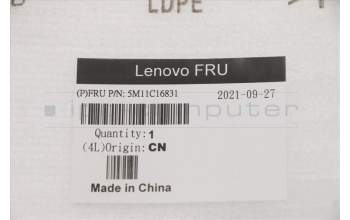 LDPE
Lenovo FRU
(P)FRU P/N: 5M11C16831 2021-09-27
Quantity: 1
(4L)Origin: CN
Made in China